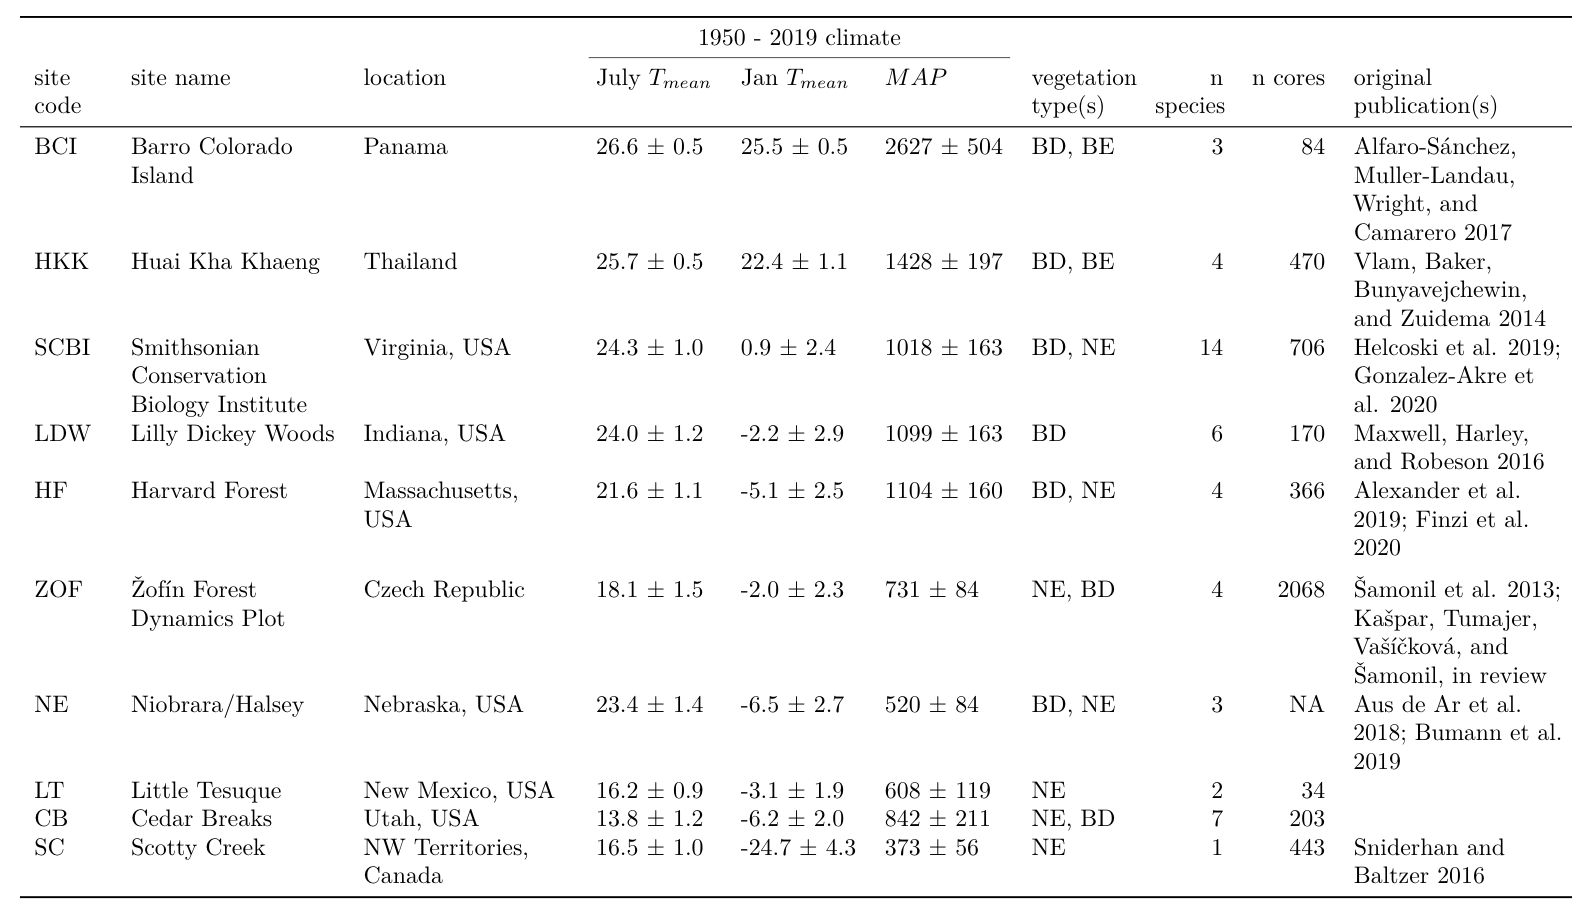 1950 - 2019 climate
site code | site name | location | July T_mean | Jan T_mean | MAP | vegetation type(s) | n species | n cores | original publication(s)
BCI | Barro Colorado Island | Panama | 26.6 ± 0.5 | 25.5 ± 0.5 | 2627 ± 504 | BD, BE | 3 | 84 | Alfaro-Sánchez, Muller-Landau, Wright, and Camarero 2017
HKK | Huai Kha Khaeng | Thailand | 25.7 ± 0.5 | 22.4 ± 1.1 | 1428 ± 197 | BD, BE | 4 | 470 | Vlam, Baker, Bunyavejchewin, and Zuidema 2014
SCBI | Smithsonian Conservation Biology Institute | Virginia, USA | 24.3 ± 1.0 | 0.9 ± 2.4 | 1018 ± 163 | BD, NE | 14 | 706 | Helcoski et al. 2019; Gonzalez-Akre et al. 2020
LDW | Lilly Dickey Woods | Indiana, USA | 24.0 ± 1.2 | -2.2 ± 2.9 | 1099 ± 163 | BD | 6 | 170 | Maxwell, Harley, and Robeson 2016
HF | Harvard Forest | Massachusetts, USA | 21.6 ± 1.1 | -5.1 ± 2.5 | 1104 ± 160 | BD, NE | 4 | 366 | Alexander et al. 2019; Finzi et al. 2020
ZOF | Žofín Forest Dynamics Plot | Czech Republic | 18.1 ± 1.5 | -2.0 ± 2.3 | 731 ± 84 | NE, BD | 4 | 2068 | Šamonil et al. 2013; Kašpar, Tumajer, Vašíčková, and Šamonil, in review
NE | Niobrara/Halsey | Nebraska, USA | 23.4 ± 1.4 | -6.5 ± 2.7 | 520 ± 84 | BD, NE | 3 | NA | Aus de Ar et al. 2018; Bumann et al. 2019
LT | Little Tesuque | New Mexico, USA | 16.2 ± 0.9 | -3.1 ± 1.9 | 608 ± 119 | NE | 2 | 34
CB | Cedar Breaks | Utah, USA | 13.8 ± 1.2 | -6.2 ± 2.0 | 842 ± 211 | NE, BD | 7 | 203
SC | Scotty Creek | NW Territories, Canada | 16.5 ± 1.0 | -24.7 ± 4.3 | 373 ± 56 | NE | 1 | 443 | Sniderhan and Baltzer 2016